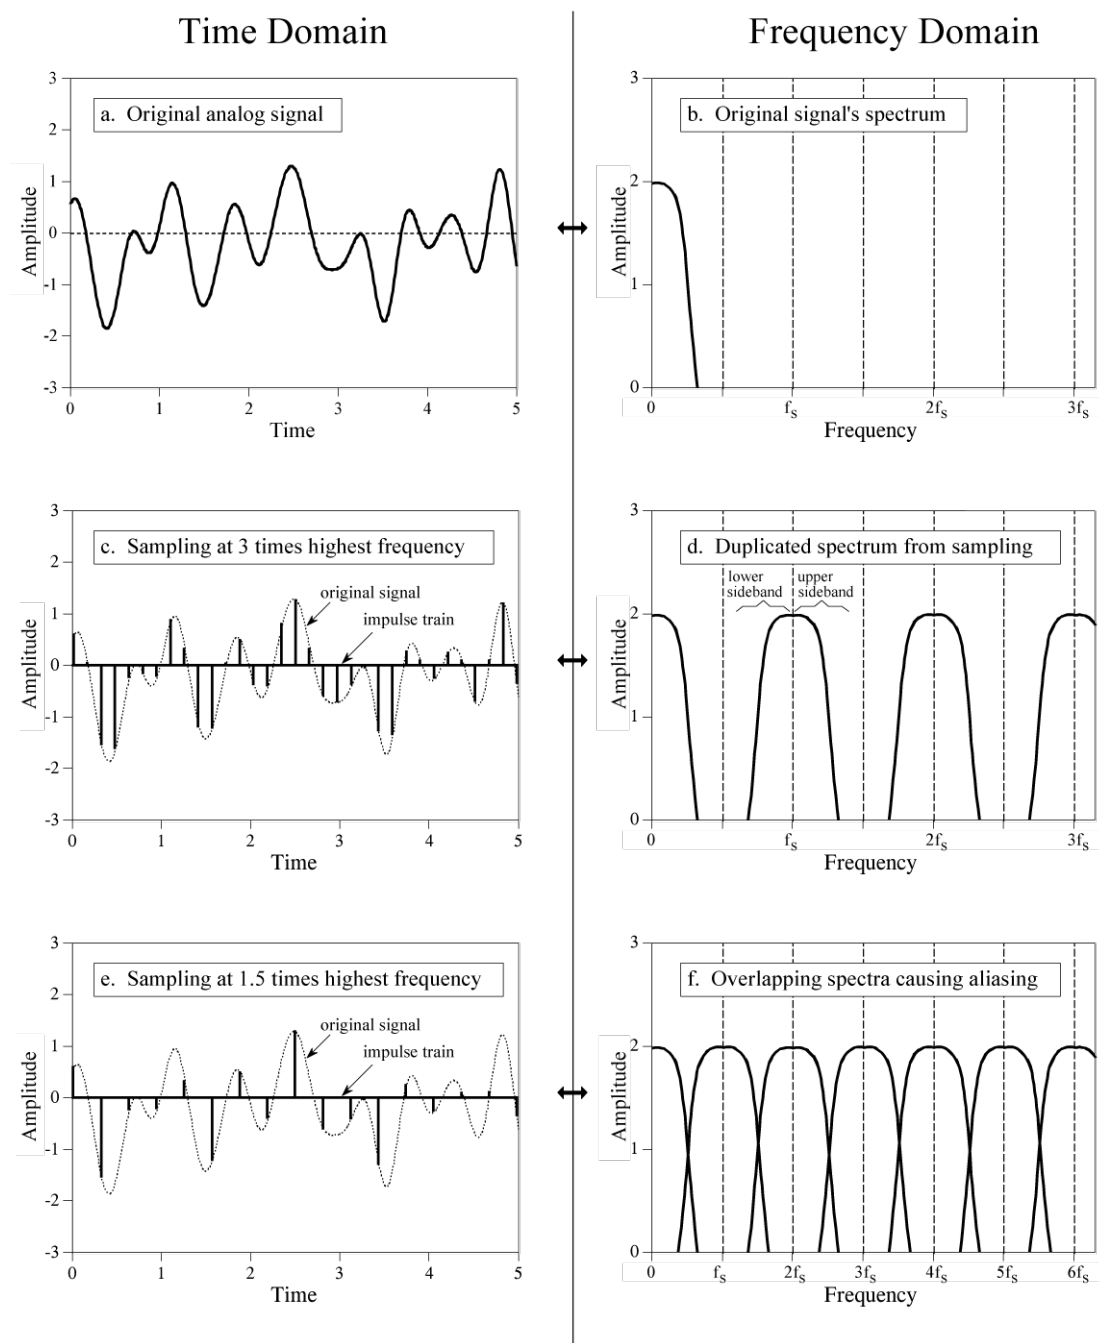 Time Domain
Frequency Domain
3
a. Original analog signal
2
1
0
-1
-2
-3
Amplitude
0 1 2 3 4 5
Time
3
b. Original signal's spectrum
2
1
0
Amplitude
0 fs 2fs 3fs
Frequency
3
c. Sampling at 3 times highest frequency
2
original signal
impulse train
1
0
-1
-2
-3
Amplitude
0 1 2 3 4 5
Time
3
d. Duplicated spectrum from sampling
lower
sideband
upper
sideband
2
1
0
Amplitude
0 fs 2fs 3fs
Frequency
3
e. Sampling at 1.5 times highest frequency
2
original signal
impulse train
1
0
-1
-2
-3
Amplitude
0 1 2 3 4 5
Time
3
f. Overlapping spectra causing aliasing
2
1
0
Amplitude
0 fs 2fs 3fs 4fs 5fs 6fs
Frequency